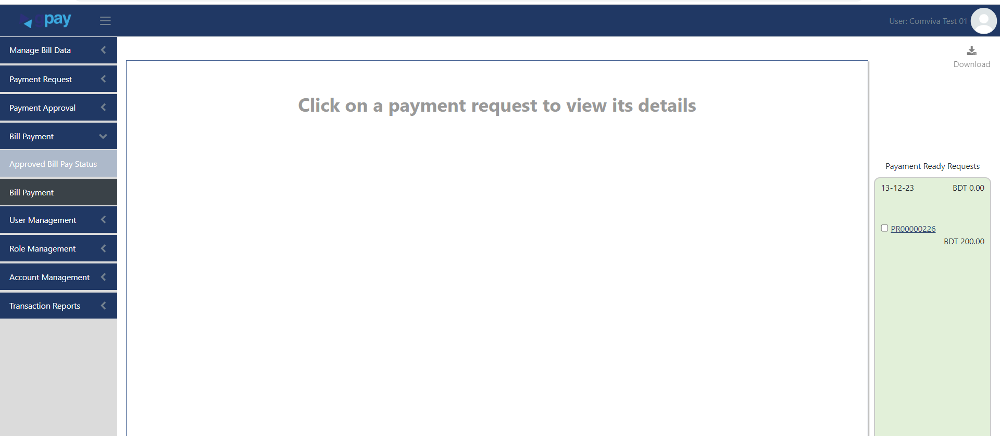 pay
User: Comviva Test 01
Manage Bill Data
Payment Request
Payment Approval
Bill Payment
Approved Bill Pay Status
Bill Payment
User Management
Role Management
Account Management
Transaction Reports
Click on a payment request to view its details
Download
Payament Ready Requests
13-12-23 BDT 0.00
PR00000226
BDT 200.00